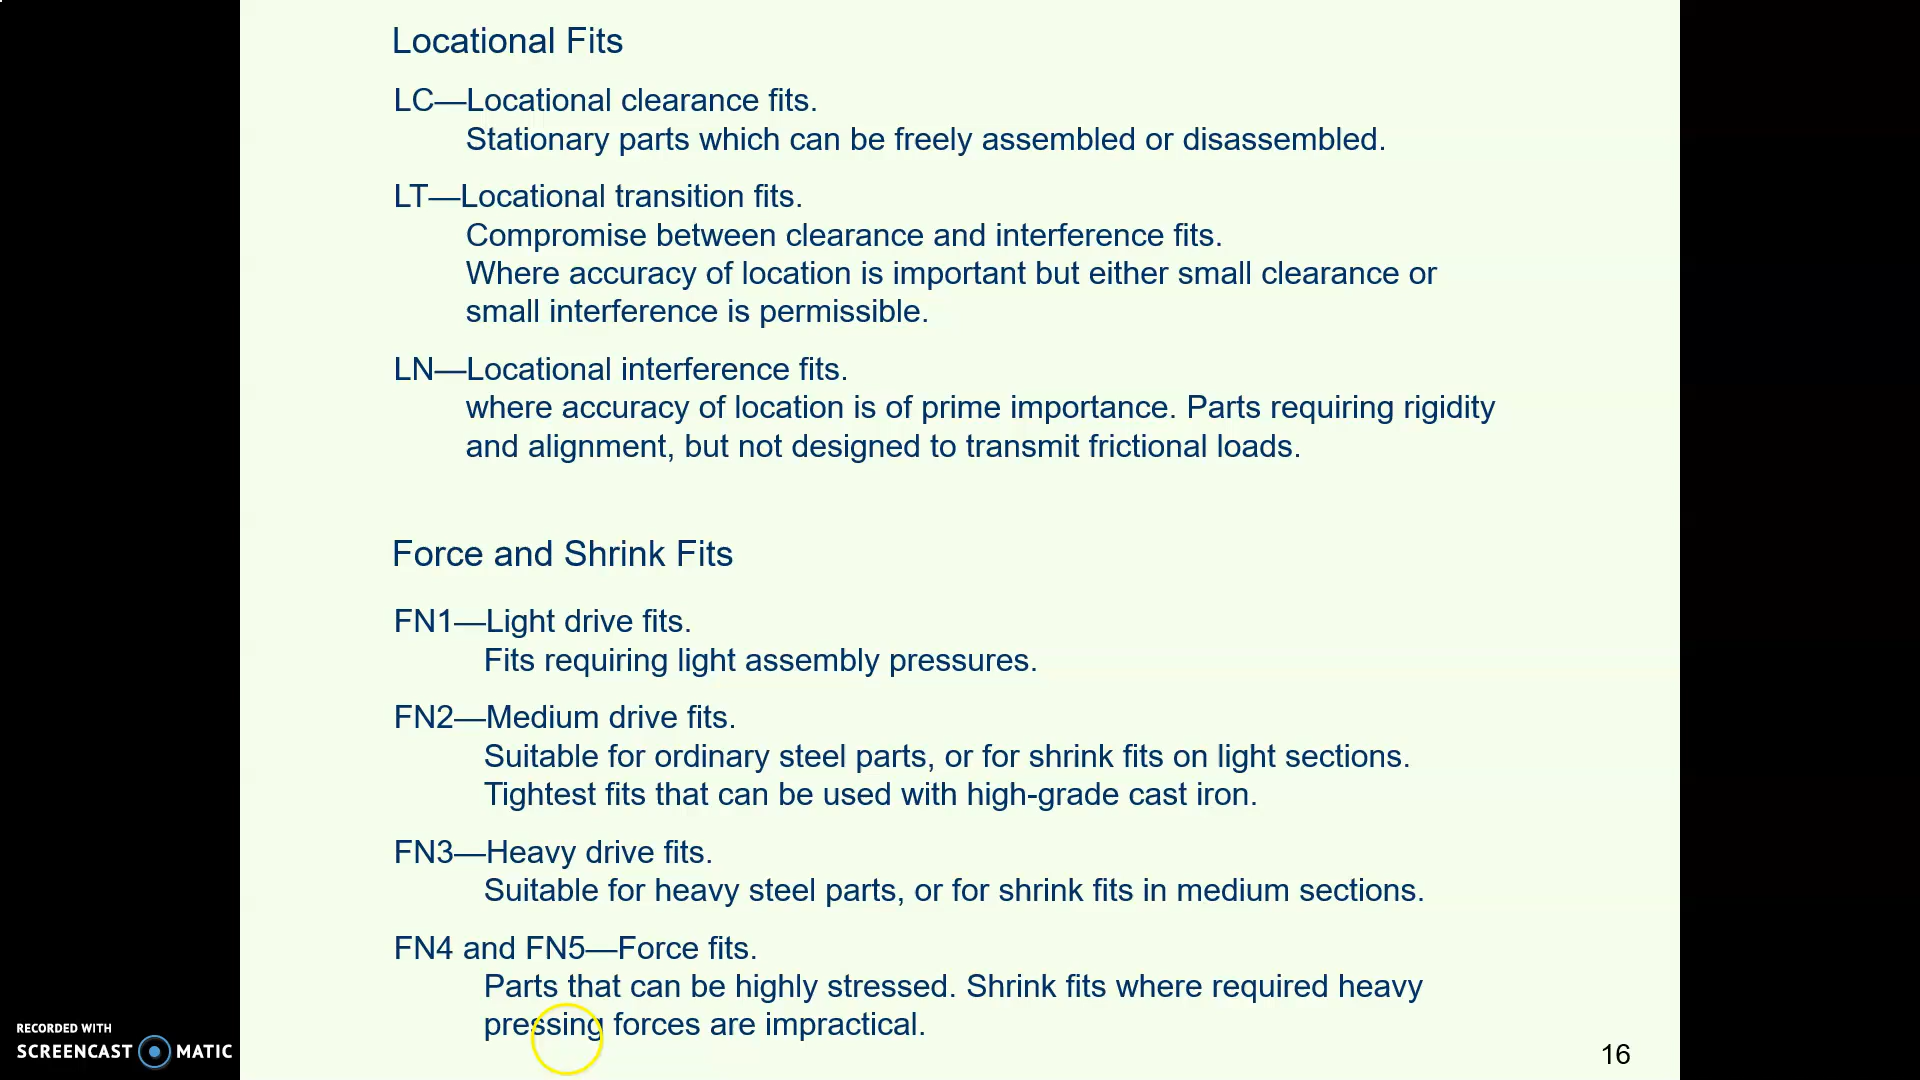 Locational Fits
LC—Locational clearance fits.
Stationary parts which can be freely assembled or disassembled.
LT—Locational transition fits.
Compromise between clearance and interference fits.
Where accuracy of location is important but either small clearance or
small interference is permissible.
LN—Locational interference fits.
where accuracy of location is of prime importance. Parts requiring rigidity
and alignment, but not designed to transmit frictional loads.
Force and Shrink Fits
FN1—Light drive fits.
Fits requiring light assembly pressures.
FN2—Medium drive fits.
Suitable for ordinary steel parts, or for shrink fits on light sections.
Tightest fits that can be used with high-grade cast iron.
FN3—Heavy drive fits.
Suitable for heavy steel parts, or for shrink fits in medium sections.
FN4 and FN5—Force fits.
Parts that can be highly stressed. Shrink fits where required heavy
pressing forces are impractical.
16
RECORDED WITH
SCREENCAST MATIC